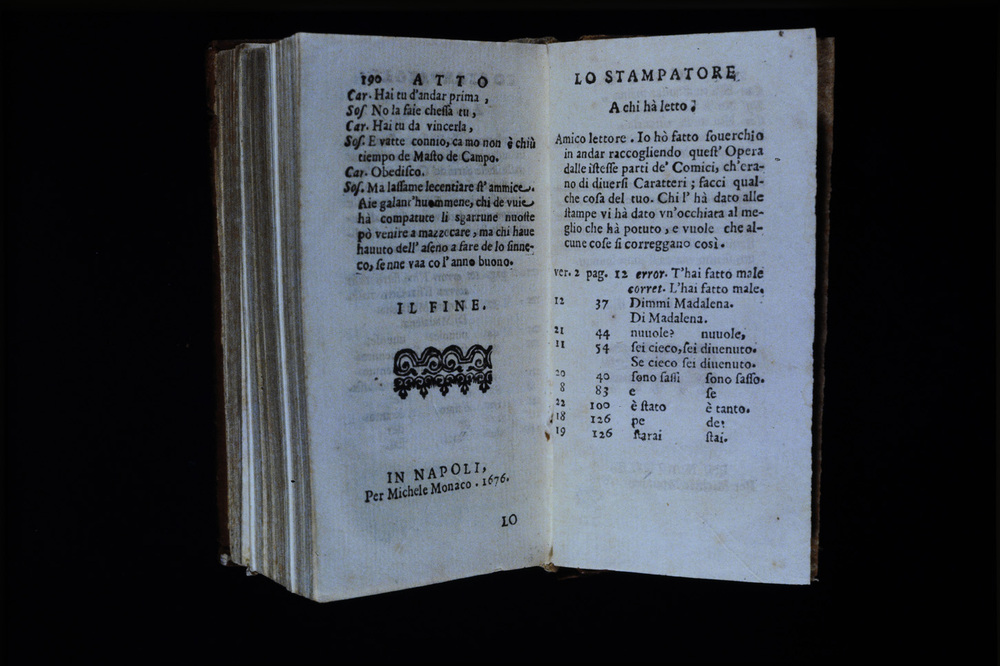 190 ATTO
Car. Hai tu d'andar prima,
Sof. No la faie chessa tu,
Car. Hai tu da vincerla,
Sof. E vatte connio, ca mo non è chiù
tiempo de Masto de Campo.
Car. Obedisco.
Sof. Ma lassame lecentiare st' ammice.
Aie galant'huommene, chi de vuie
hà compatute li sgarrune nuoste
pò venire a mazzecare, ma chi haue
hauuto dell' aseno a fare de lo sinne-
co, se nne vaa co l' anno buono.
IL FINE.
IN NAPOLI,
Per Michele Monaco. 1676.
LO
LO STAMPATORE
A chi hà letto.
Amico lettore. Io hò fatto souerchio
in andar raccogliendo quest' Opera
dalle istesse parti de' Comici, ch'era-
no di diuersi Caratteri; facci qual-
che cosa del tuo. Chi l' hà dato alle
stampe vi hà dato vn'occhiata al me-
glio che hà potuto, e vuole che al-
cune cose si correggano così.
ver. 2 pag. 12 error. T'hai fatto male
corret. L'hai fatto male.
12 37 Dimmi Madalena.
Di Madalena.
21 44 nuuole? nuuole,
11 54 sei cieco, sei diuenuto.
Se cieco sei diuenuto.
20 40 sono sassi sono sasso.
8 83 e se
22 100 è stato è tanto.
18 126 pe de:
19 126 starai stai.